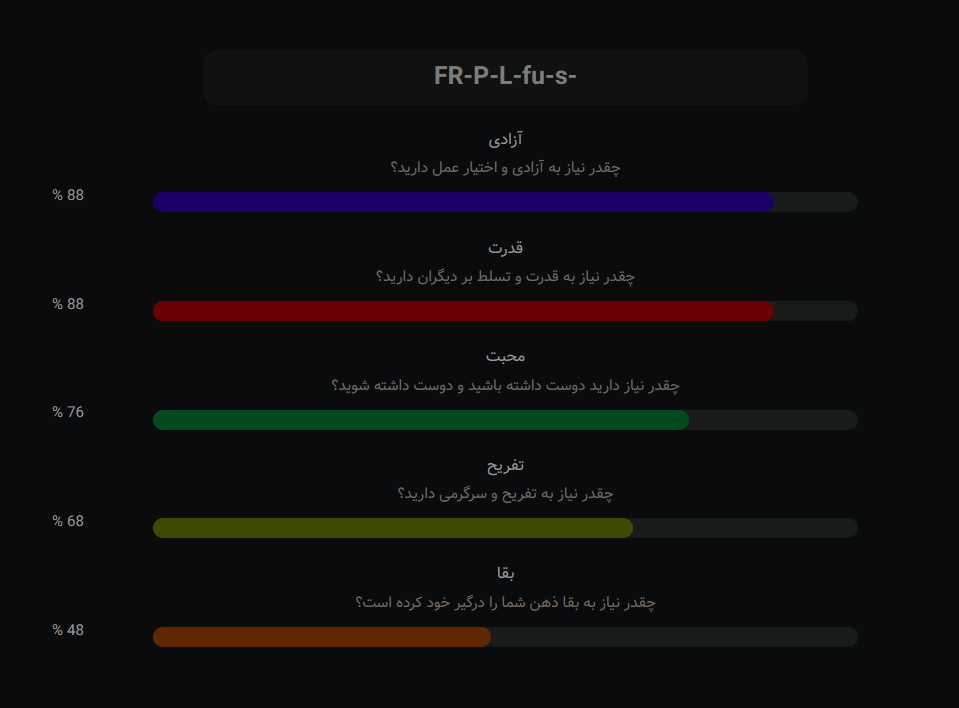 FR-P-L-fu-s-
آزادی
چقدر نیاز به آزادی و اختیار عمل دارید؟
% 88
قدرت
چقدر نیاز به قدرت و تسلط بر دیگران دارید؟
% 88
محبت
چقدر نیاز دارید دوست داشته باشید و دوست داشته شوید؟
% 76
تفریح
چقدر نیاز به تفریح و سرگرمی دارید؟
% 68
بقا
چقدر نیاز به بقا ذهن شما را درگیر خود کرده است؟
% 48